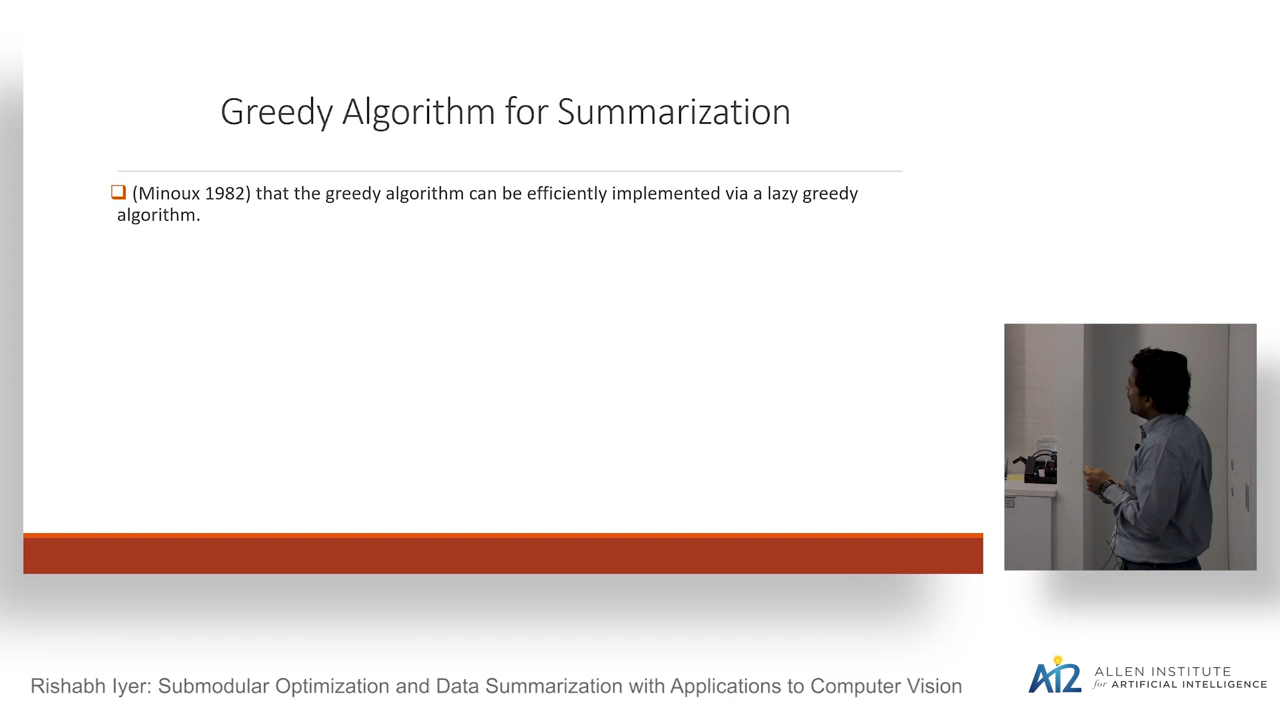 Greedy Algorithm for Summarization
(Minoux 1982) that the greedy algorithm can be efficiently implemented via a lazy greedy
algorithm.
Rishabh Iyer: Submodular Optimization and Data Summarization with Applications to Computer Vision
AI2
ALLEN INSTITUTE
for ARTIFICIAL INTELLIGENCE